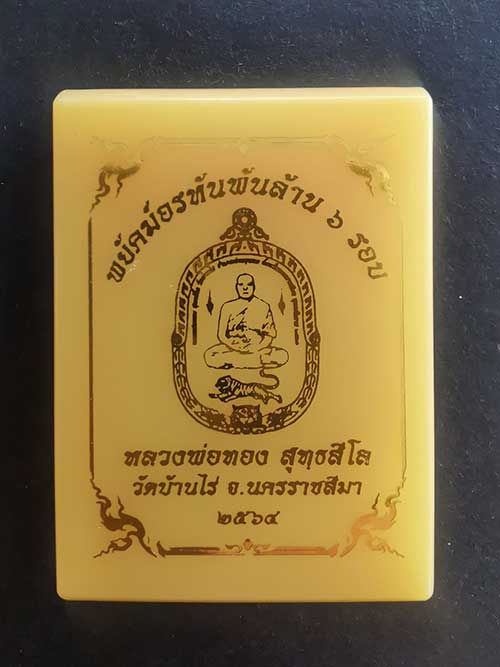 พยัคฆ์อรหันพันล้าน ๖ รอบ
หลวงพ่อทอง สุทธสีโล
วัดบ้านไร่ จ.นครราชสีมา
๒๕๖๔